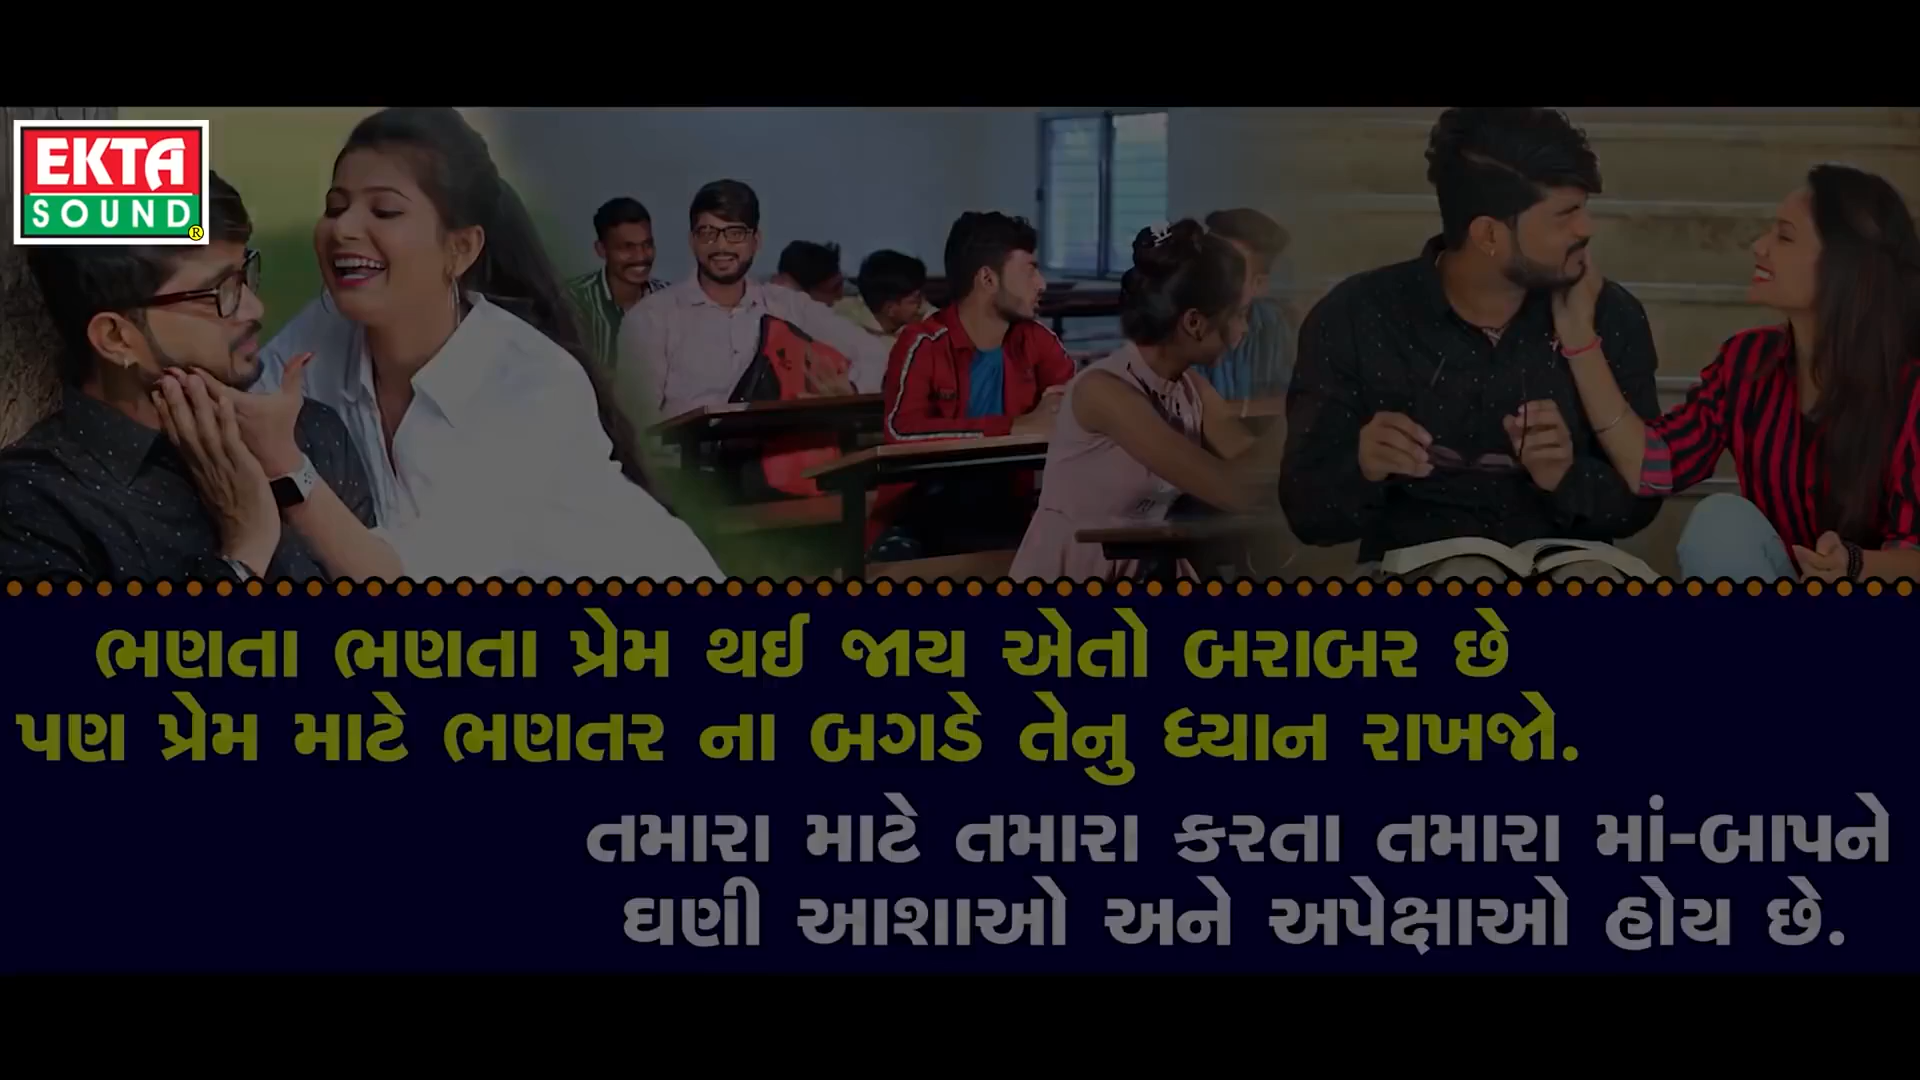 EKTA
SOUND
®
ભણતા ભણતા પ્રેમ થઈ જાય એતો બરાબર છે
પણ પ્રેમ માટે ભણતર ના બગડે તેનુ ધ્યાન રાખજો.
તમારા માટે તમારા કરતા તમારા માં-બાપને
ઘણી આશાઓ અને અપેક્ષાઓ હોય છે.